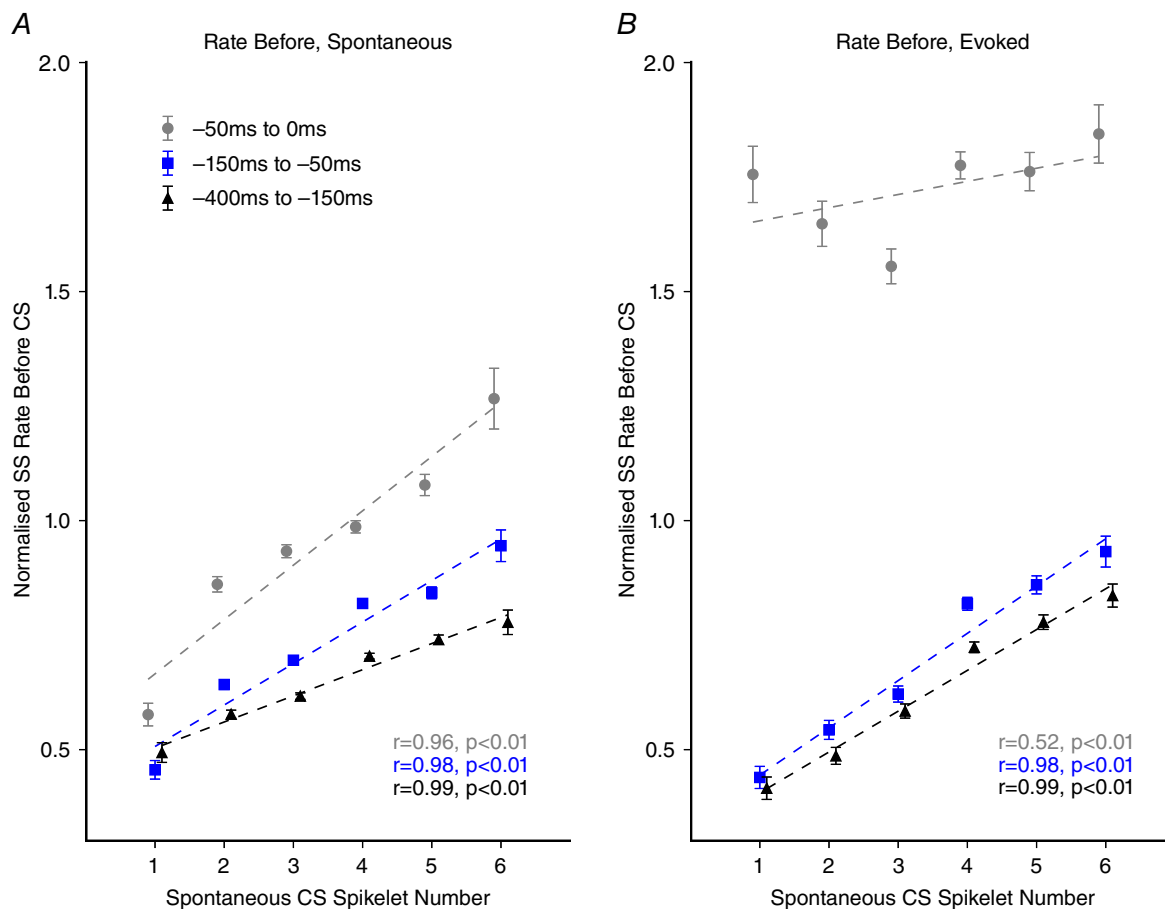 A
Rate Before, Spontaneous
2.0
1.5
1.0
0.5
Normalised SS Rate Before CS
–50ms to 0ms
–150ms to –50ms
–400ms to –150ms
r=0.96, p<0.01
r=0.98, p<0.01
r=0.99, p<0.01
1 2 3 4 5 6
Spontaneous CS Spikelet Number
B
Rate Before, Evoked
2.0
1.5
1.0
0.5
Normalised SS Rate Before CS
r=0.52, p<0.01
r=0.98, p<0.01
r=0.99, p<0.01
1 2 3 4 5 6
Spontaneous CS Spikelet Number